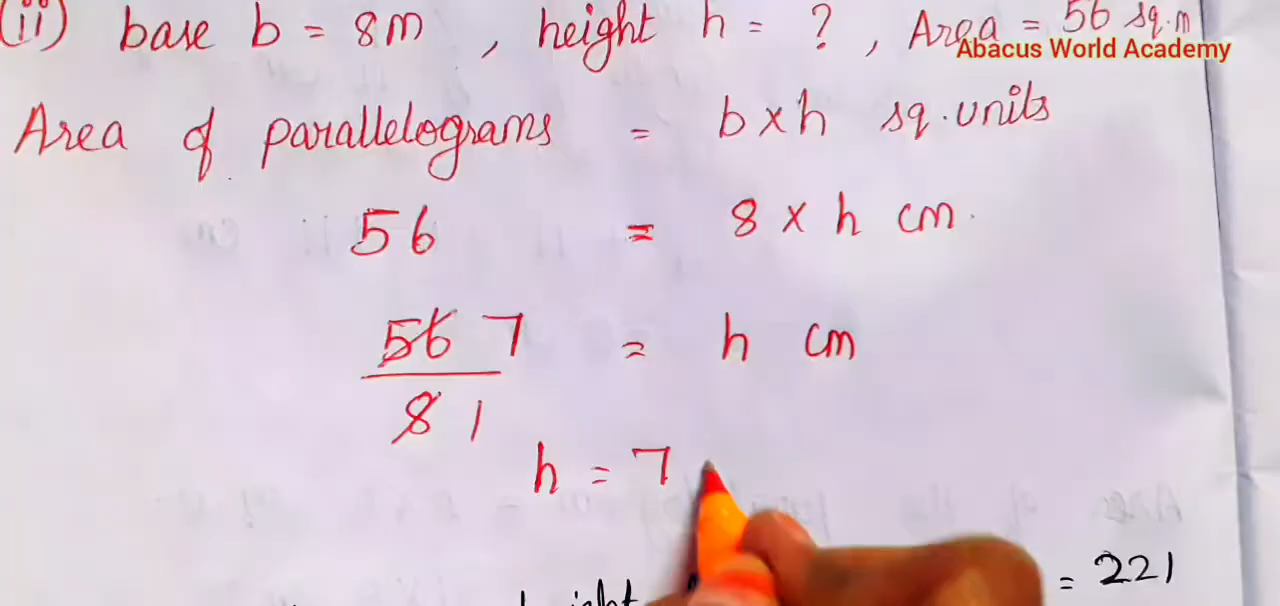 (ii) base b = 8m , height h = ? , Area = 56 sq.m
Abacus World Academy
Area of parallelograms = b x h sq.units
56 = 8 x h cm.
56 7 = h cm
8 1
h = 7
= 221